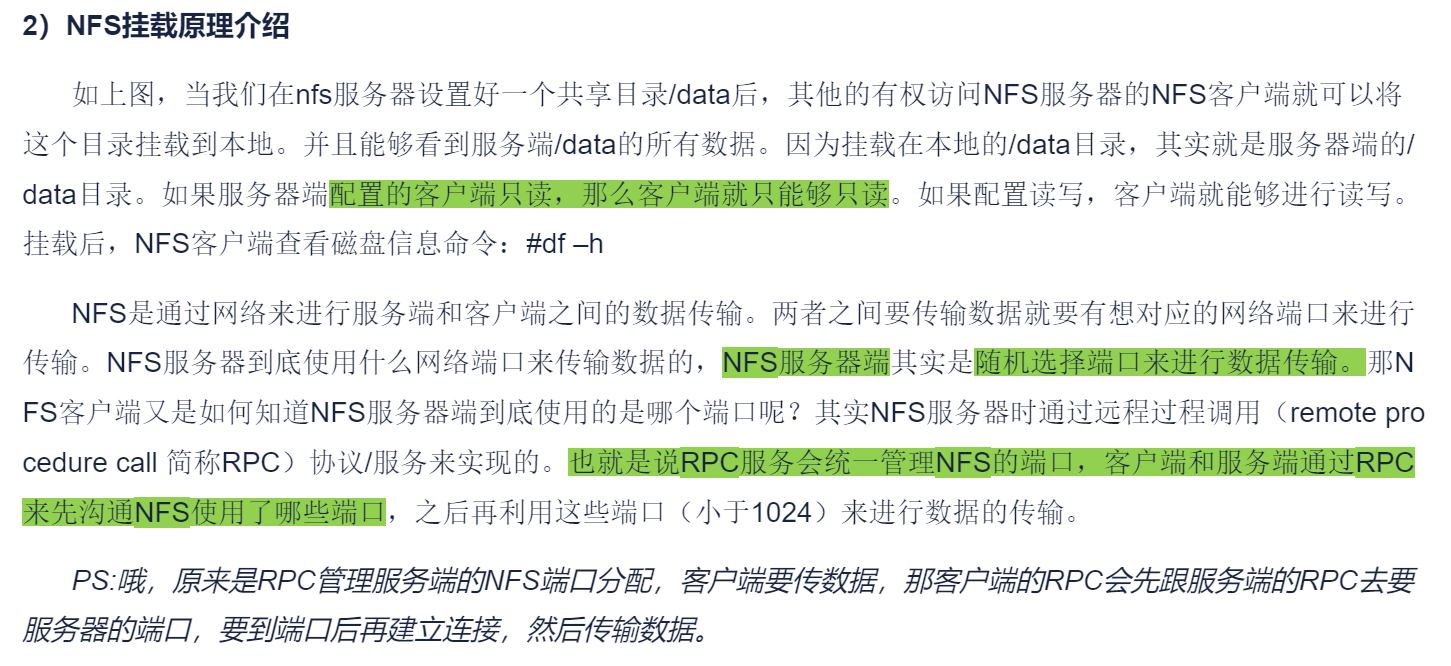 2）NFS挂载原理介绍
如上图，当我们在nfs服务器设置好一个共享目录/data后，其他的有权访问NFS服务器的NFS客户端就可以将
这个目录挂载到本地。并且能够看到服务端/data的所有数据。因为挂载在本地的/data目录，其实就是服务器端的/
data目录。如果服务器端配置的客户端只读，那么客户端就只能够只读。如果配置读写，客户端就能够进行读写。
挂载后，NFS客户端查看磁盘信息命令：#df –h
NFS是通过网络来进行服务端和客户端之间的数据传输。两者之间要传输数据就要有想对应的网络端口来进行
传输。NFS服务器到底使用什么网络端口来传输数据的，NFS服务器端其实是随机选择端口来进行数据传输。那N
FS客户端又是如何知道NFS服务器端到底使用的是哪个端口呢？其实NFS服务器时通过远程过程调用（remote pro
cedure call 简称RPC）协议/服务来实现的。也就是说RPC服务会统一管理NFS的端口，客户端和服务端通过RPC
来先沟通NFS使用了哪些端口，之后再利用这些端口（小于1024）来进行数据的传输。
PS:哦，原来是RPC管理服务端的NFS端口分配，客户端要传数据，那客户端的RPC会先跟服务端的RPC去要
服务器的端口，要到端口后再建立连接，然后传输数据。